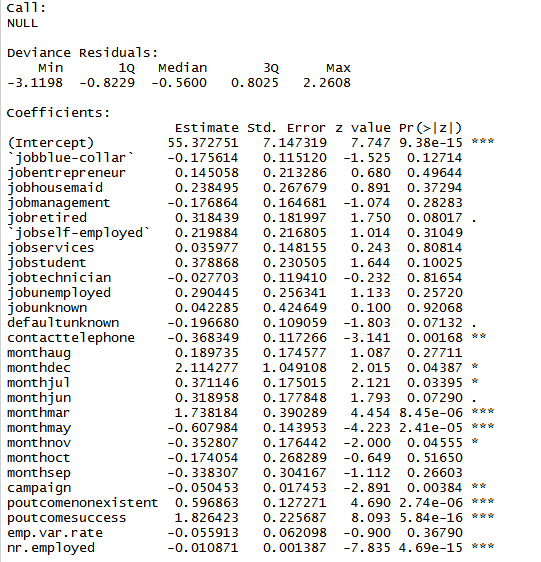 Call:
NULL
Deviance Residuals:
Min 1Q Median 3Q Max
-3.1198 -0.8229 -0.5600 0.8025 2.2608
Coefficients:
Estimate Std. Error z value Pr(>|z|)
(Intercept) 55.372751 7.147319 7.747 9.38e-15 ***
`jobblue-collar` -0.175614 0.115120 -1.525 0.12714
jobentrepreneur 0.145058 0.213286 0.680 0.49644
jobhousemaid 0.238495 0.267679 0.891 0.37294
jobmanagement -0.176864 0.164681 -1.074 0.28283
jobretired 0.318439 0.181997 1.750 0.08017 .
`jobself-employed` 0.219884 0.216805 1.014 0.31049
jobservices 0.035977 0.148155 0.243 0.80814
jobstudent 0.378868 0.230505 1.644 0.10025
jobtechnician -0.027703 0.119410 -0.232 0.81654
jobunemployed 0.290445 0.256341 1.133 0.25720
jobunknown 0.042285 0.424649 0.100 0.92068
defaultunknown -0.196680 0.109059 -1.803 0.07132 .
contacttelephone -0.368349 0.117266 -3.141 0.00168 **
monthaug 0.189735 0.174577 1.087 0.27711
monthdec 2.114277 1.049108 2.015 0.04387 *
monthjul 0.371146 0.175015 2.121 0.03395 *
monthjun 0.318958 0.177848 1.793 0.07290 .
monthmar 1.738184 0.390289 4.454 8.45e-06 ***
monthmay -0.607984 0.143953 -4.223 2.41e-05 ***
monthnov -0.352807 0.176442 -2.000 0.04555 *
monthoct -0.174054 0.268289 -0.649 0.51650
monthsep -0.338307 0.304167 -1.112 0.26603
campaign -0.050453 0.017453 -2.891 0.00384 **
poutcomenonexistent 0.596863 0.127271 4.690 2.74e-06 ***
poutcomesuccess 1.826423 0.225687 8.093 5.84e-16 ***
emp.var.rate -0.055913 0.062098 -0.900 0.36790
nr.employed -0.010871 0.001387 -7.835 4.69e-15 ***